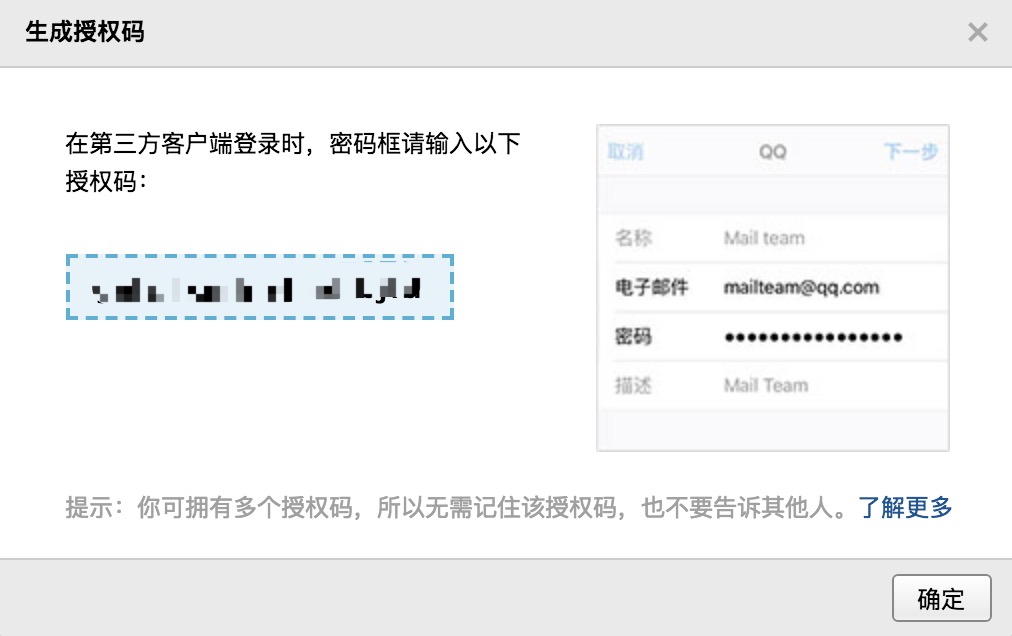 生成授权码
在第三方客户端登录时，密码框请输入以下
授权码：
取消 QQ 下一步
名称 Mail team
电子邮件 mailteam@qq.com
密码 ●●●●●●●●●●●●●●●●
描述 Mail Team
提示：你可拥有多个授权码，所以无需记住该授权码，也不要告诉其他人。了解更多
确定